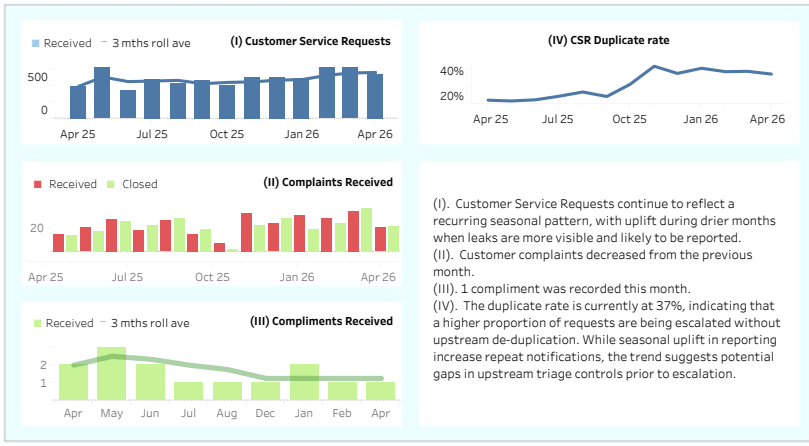 (I) Customer Service Requests
Received
3 mths roll ave
500
0
Apr 25
Jul 25
Oct 25
Jan 26
Apr 26
(IV) CSR Duplicate rate
40%
20%
Apr 25
Jul 25
Oct 25
Jan 26
Apr 26
(II) Complaints Received
Received
Closed
20
Apr 25
Jul 25
Oct 25
Jan 26
Apr 26
(III) Compliments Received
Received
3 mths roll ave
2
1
Apr
May
Jun
Jul
Aug
Dec
Jan
Feb
Apr
(I). Customer Service Requests continue to reflect a
recurring seasonal pattern, with uplift during drier months
when leaks are more visible and likely to be reported.
(II). Customer complaints decreased from the previous
month.
(III). 1 compliment was recorded this month.
(IV). The duplicate rate is currently at 37%, indicating that
a higher proportion of requests are being escalated without
upstream de-duplication. While seasonal uplift in reporting
increase repeat notifications, the trend suggests potential
gaps in upstream triage controls prior to escalation.